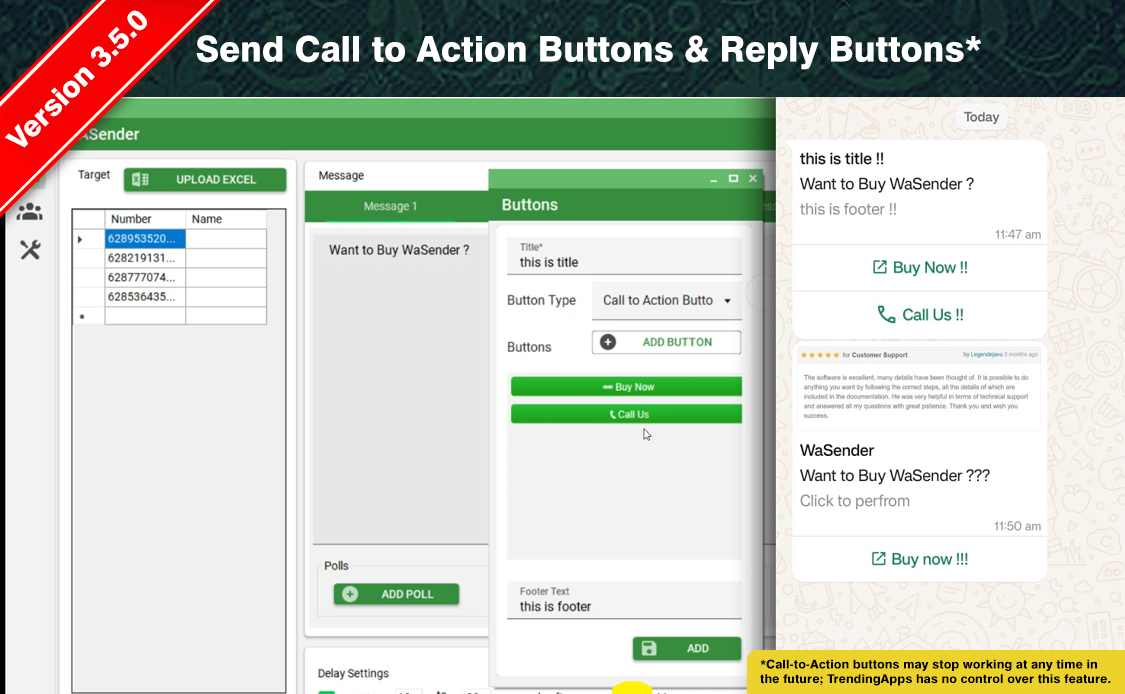 Version 3.5.0
Send Call to Action Buttons & Reply Buttons*
ASender
Target
UPLOAD EXCEL
Number Name
628953520...
628219131...
628777074...
628536435...
Message
Message 1
Want to Buy WaSender ?
Polls
ADD POLL
Delay Settings
Buttons
Title*
this is title
Button Type
Call to Action Butto
Buttons
ADD BUTTON
Buy Now
Call Us
Footer Text
this is footer
ADD
Today
this is title !!
Want to Buy WaSender ?
this is footer !!
11:47 am
Buy Now !!
Call Us !!
for Customer Support by Legendejavu 3 months ago
The software is excellent, many details have been thought of. It is possible to do
anything you want by following the correct steps, all the details of which are
included in the documentation. He was very helpful in terms of technical support
and answered all my questions with great patience. Thank you and wish you
success.
WaSender
Want to Buy WaSender ???
Click to perfrom
11:50 am
Buy now !!!
*Call-to-Action buttons may stop working at any time in
the future; TrendingApps has no control over this feature.